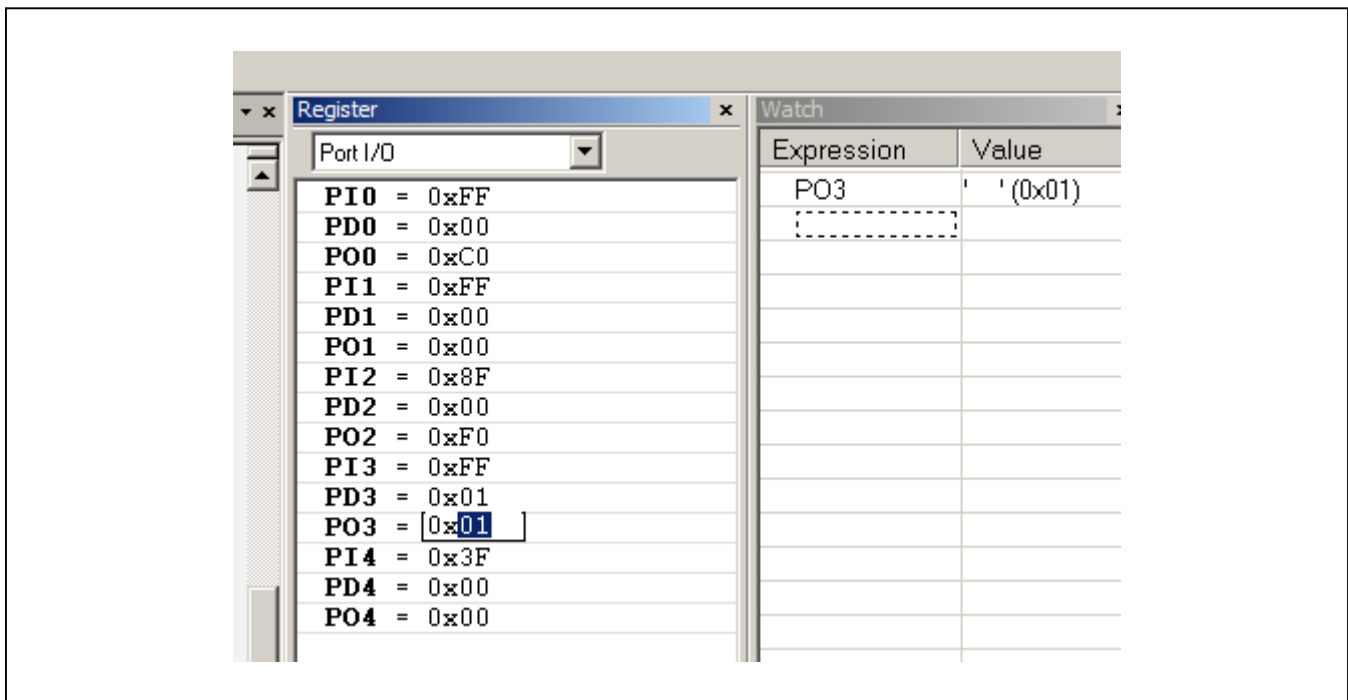 Register
Port I/O
PI0 = 0xFF
PD0 = 0x00
PO0 = 0xC0
PI1 = 0xFF
PD1 = 0x00
PO1 = 0x00
PI2 = 0x8F
PD2 = 0x00
PO2 = 0xF0
PI3 = 0xFF
PD3 = 0x01
PO3 = 0x01
PI4 = 0x3F
PD4 = 0x00
PO4 = 0x00
Watch
Expression Value
PO3 ' ' (0x01)